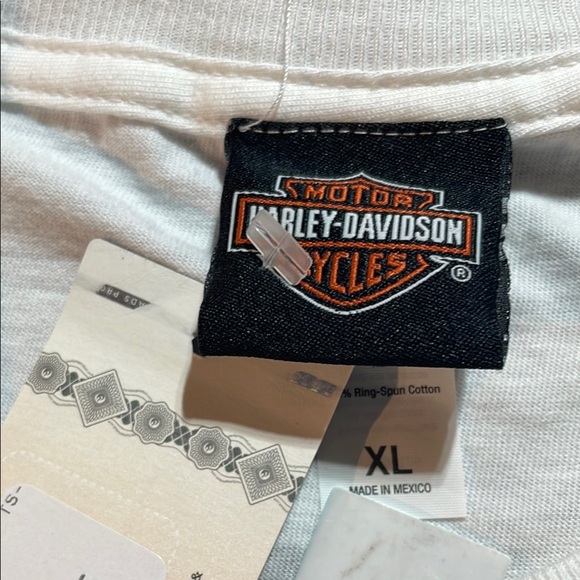 MOTOR
HARLEY-DAVIDSON
CYCLES
®
% Ring-Spun Cotton
XL
MADE IN MEXICO
&